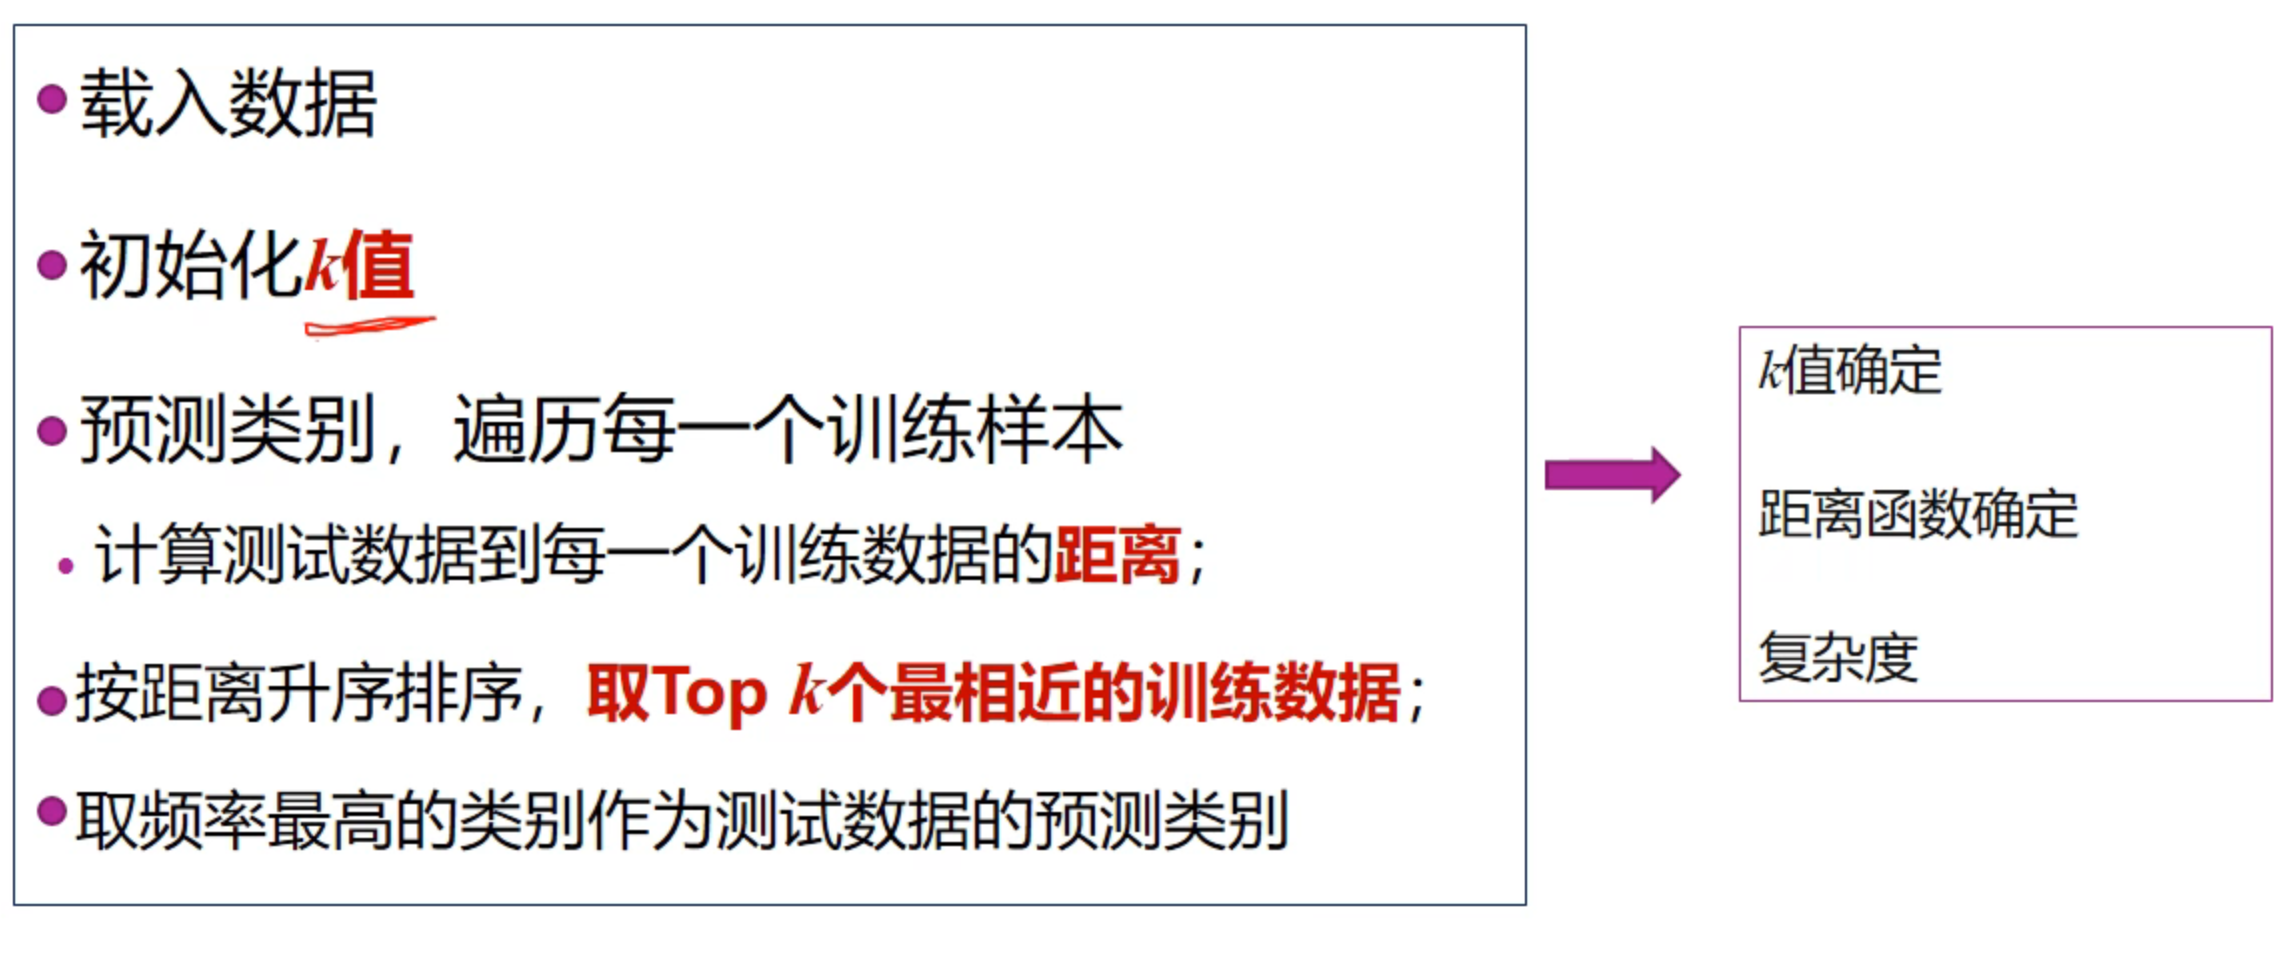 载入数据
初始化k值
预测类别，遍历每一个训练样本
计算测试数据到每一个训练数据的距离；
按距离升序排序，取Top k个最相近的训练数据；
取频率最高的类别作为测试数据的预测类别
k值确定
距离函数确定
复杂度